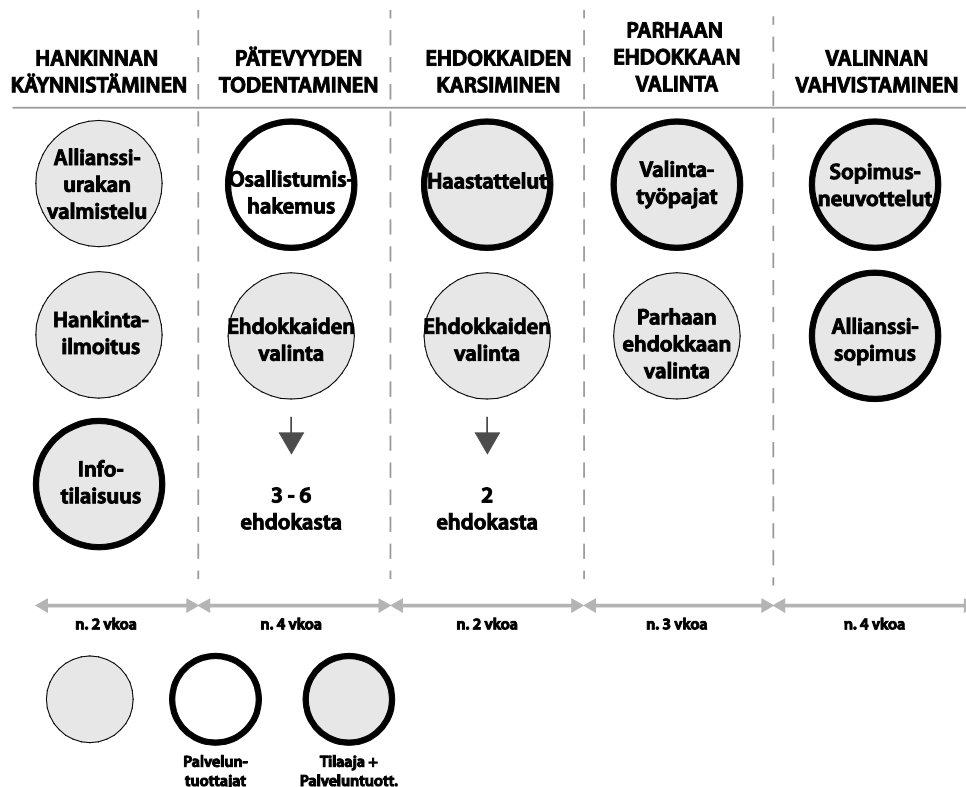 HANKINNAN
KÄYNNISTÄMINEN
PÄTEVYYDEN
TODENTAMINEN
EHDOKKAIDEN
KARSIMINEN
PARHAAN
EHDOKKAAN
VALINTA
VALINNAN
VAHVISTAMINEN
Allianssi-
urakan
valmistelu
Osallistumis-
hakemus
Haastattelut
Valinta-
työpajat
Sopimus-
neuvottelut
Hankinta-
ilmoitus
Ehdokkaiden
valinta
Ehdokkaiden
valinta
Parhaan
ehdokkaan
valinta
Allianssi-
sopimus
Info-
tilaisuus
3 - 6
ehdokasta
2
ehdokasta
n. 2 vkoa
n. 4 vkoa
n. 2 vkoa
n. 3 vkoa
n. 4 vkoa
Palvelun-
tuottajat
Tilaaja +
Palveluntuott.